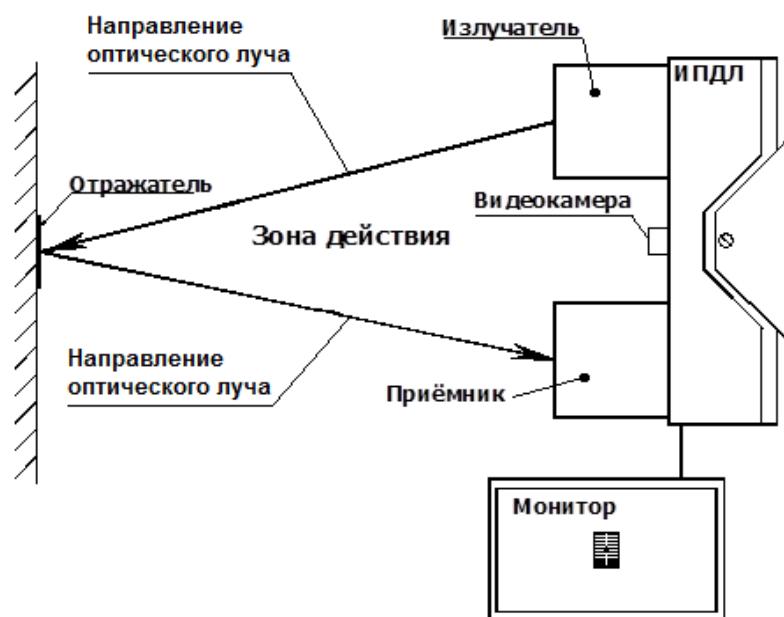 Направление
оптического луча
Излучатель
ИПДЛ
Отражатель
Видеокамера
Зона действия
Направление
оптического луча
Приёмник
Монитор